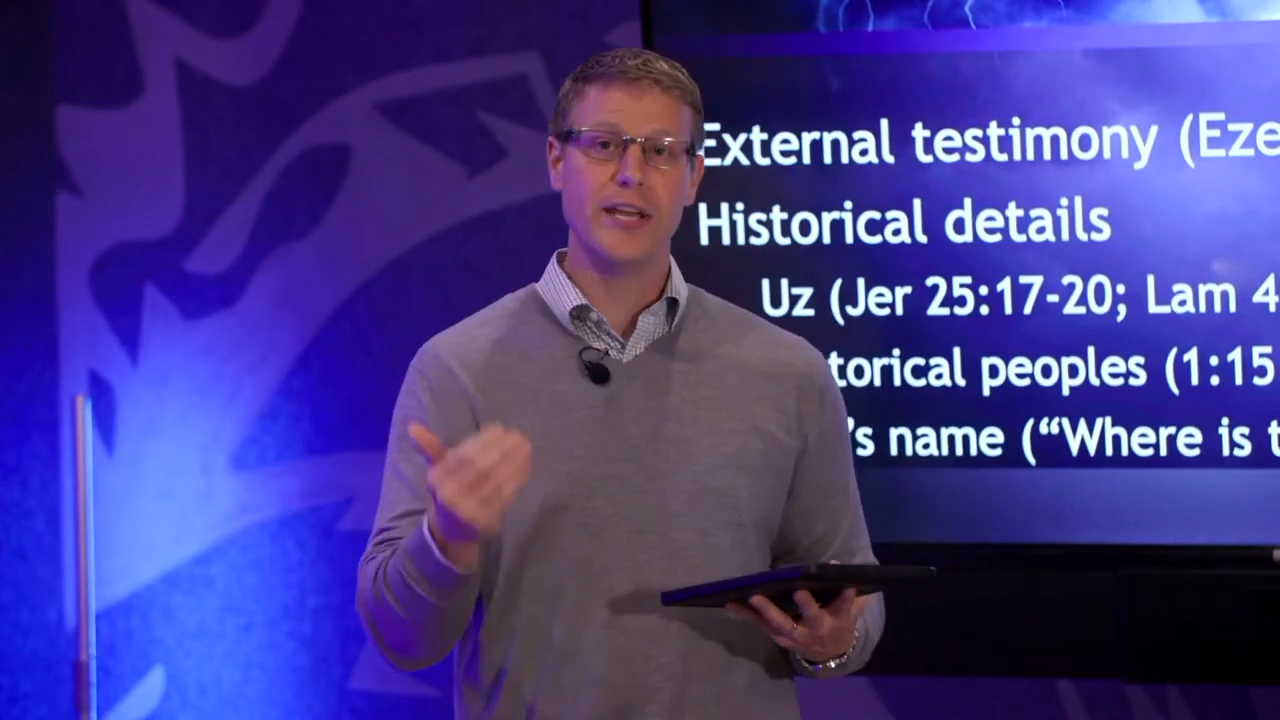 External testimony (Eze
Historical details
Uz (Jer 25:17-20; Lam 4
torical peoples (1:15
's name (“Where is t